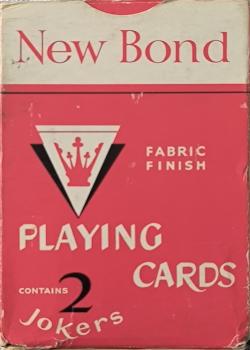 New Bond
FABRIC
FINISH
PLAYING
CARDS
CONTAINS 2
Jokers